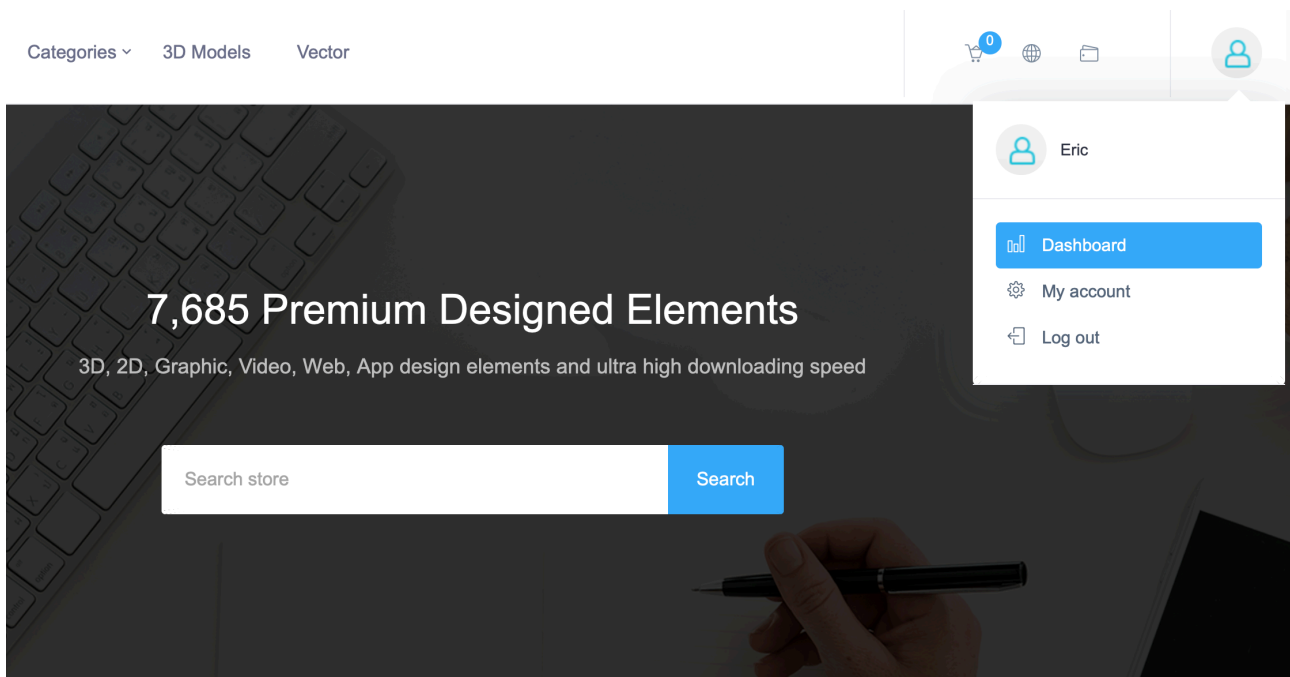 Categories
3D Models
Vector
0
Eric
Dashboard
My account
Log out
7,685 Premium Designed Elements
3D, 2D, Graphic, Video, Web, App design elements and ultra high downloading speed
Search store
Search
option